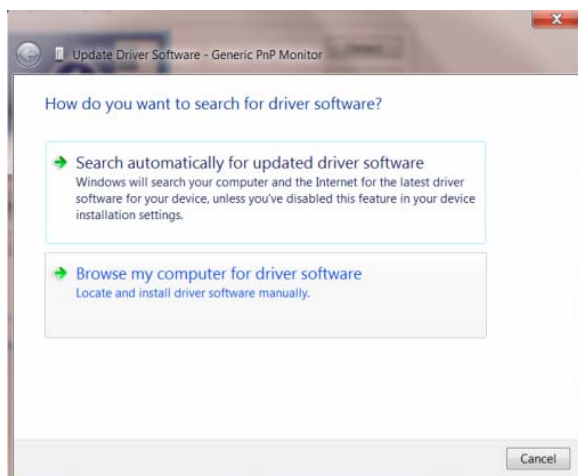 Update Driver Software - Generic PnP Monitor
How do you want to search for driver software?
Search automatically for updated driver software
Windows will search your computer and the Internet for the latest driver
software for your device, unless you've disabled this feature in your device
installation settings.
Browse my computer for driver software
Locate and install driver software manually.
Cancel